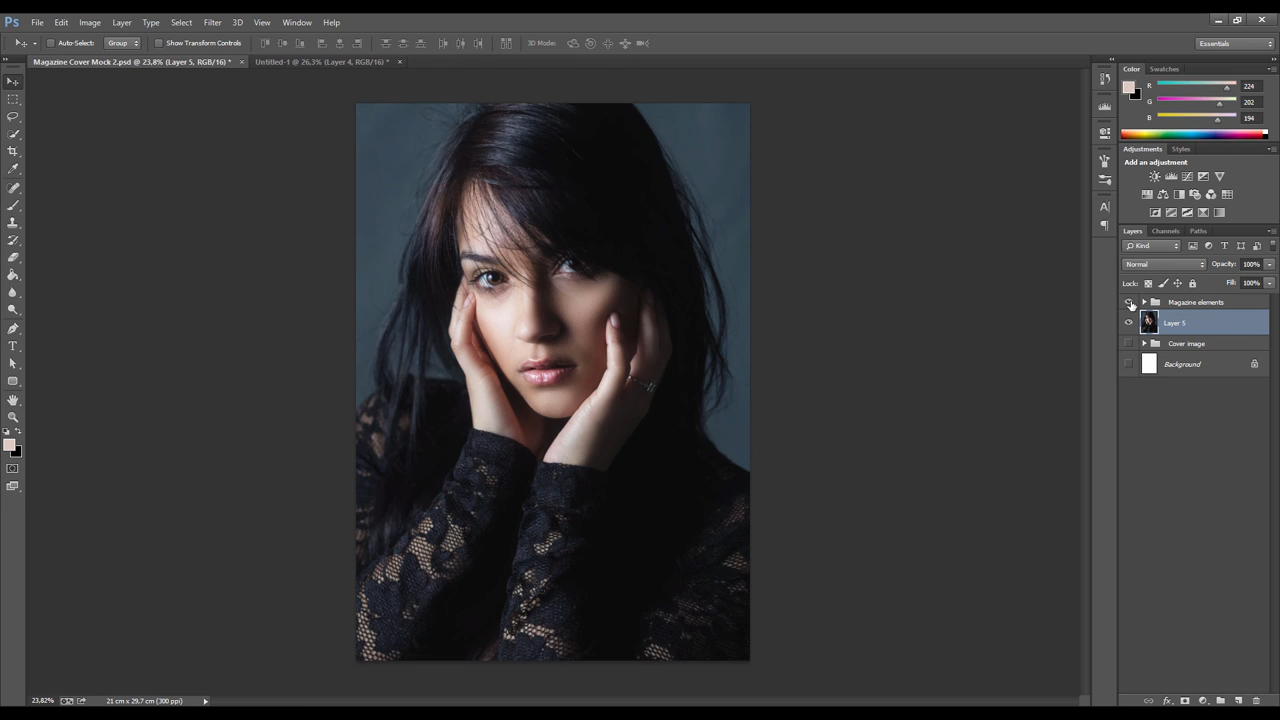 Ps File Edit Image Layer Type Select Filter 3D View Window Help
Auto-Select: Group Show Transform Controls 3D Mode: Essentials
Magazine Cover Mock 2.psd @ 23,8% (Layer 5, RGB/16) * × Untitled-1 @ 26,3% (Layer 4, RGB/16) * ×
Color Swatches
R 224
G 202
B 194
Adjustments Styles
Add an adjustment
Layers Channels Paths
Kind
Normal Opacity: 100%
Lock: Fill: 100%
Magazine elements
Layer 5
Cover image
Background
23,82% 21 cm x 29,7 cm (300 ppi)